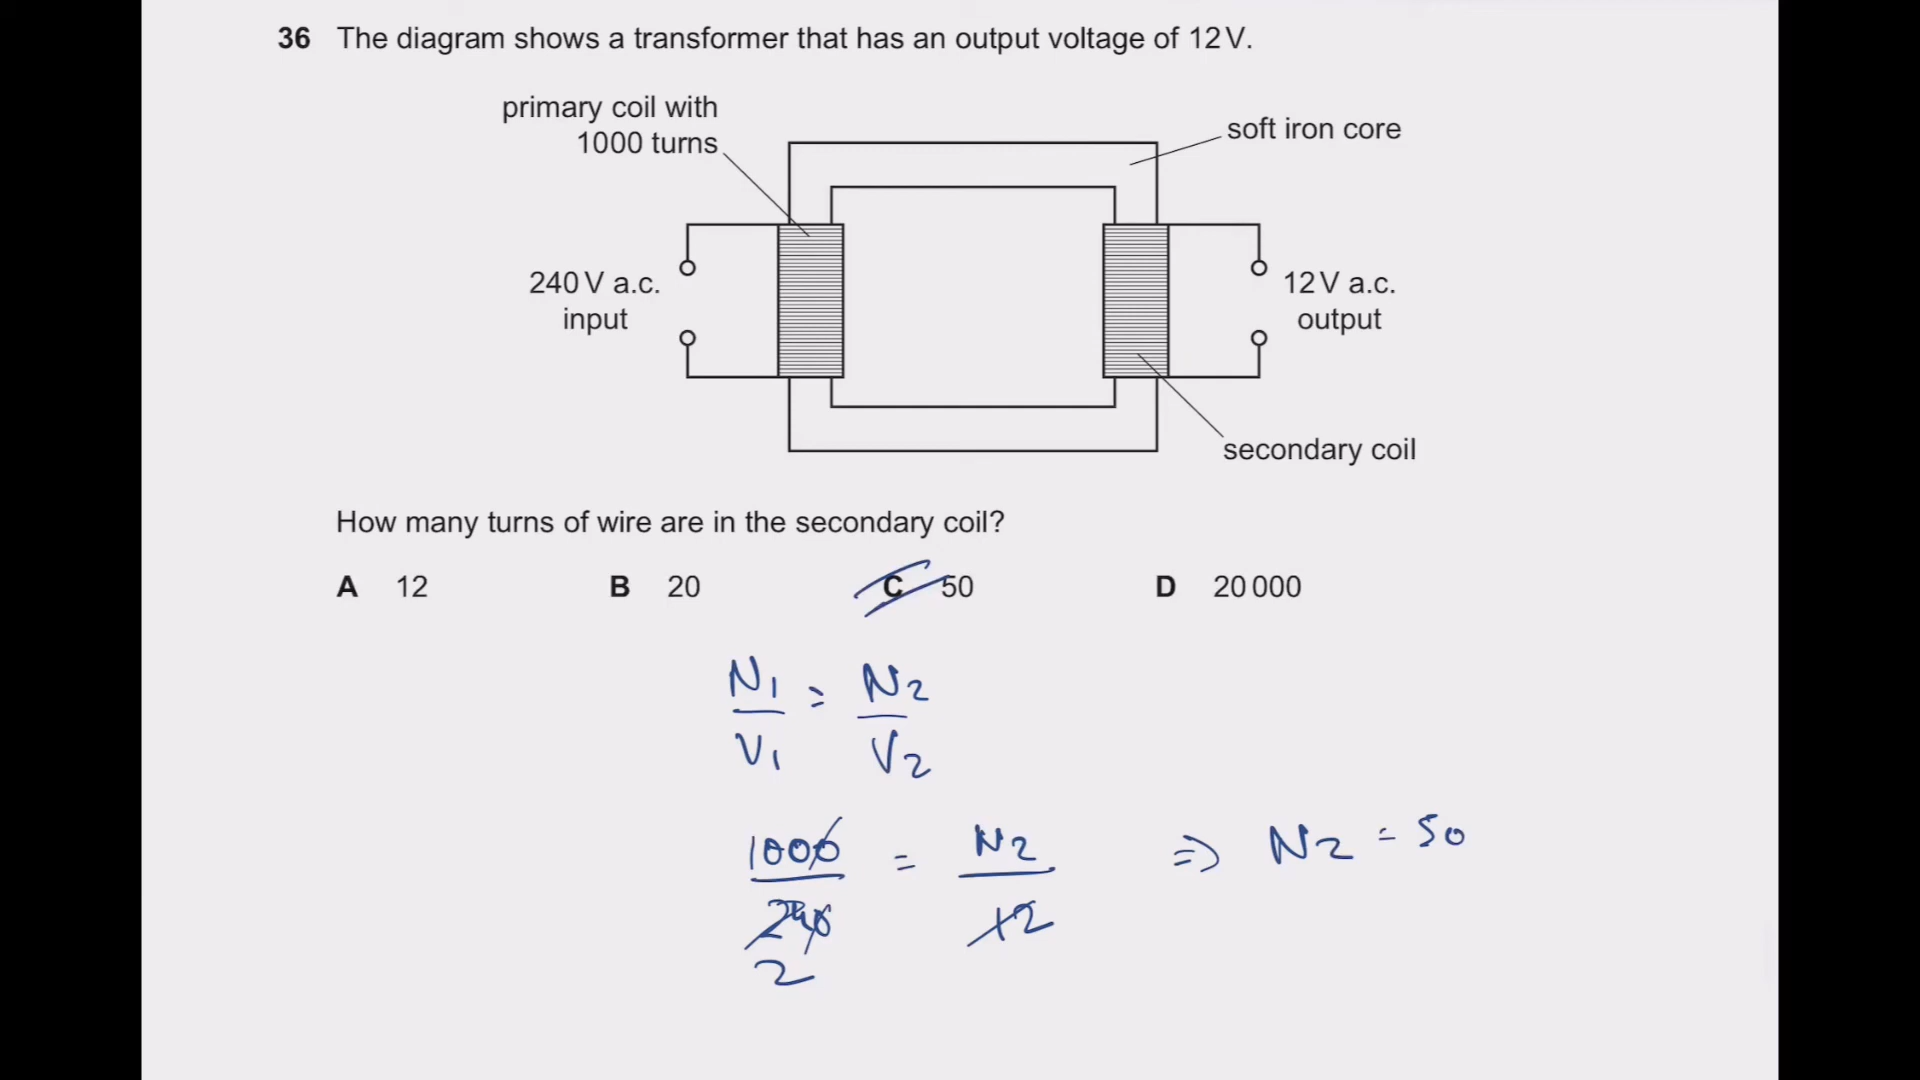 36 The diagram shows a transformer that has an output voltage of 12 V.
primary coil with
1000 turns
soft iron core
240 V a.c.
input
12 V a.c.
output
secondary coil
How many turns of wire are in the secondary coil?
A 12 B 20 C 50 D 20 000
N1 = N2
V1 V2
1000 = N2 => N2 = 50
240 12
2